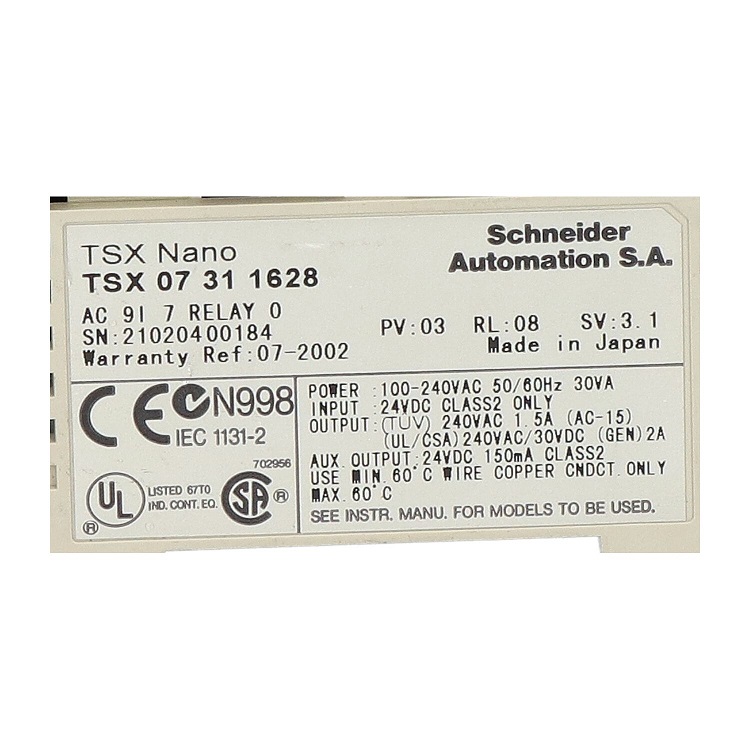 TSX Nano
TSX 07 31 1628
Schneider
Automation S.A.
AC 9I 7 RELAY O
SN:21020400184
PV:03 RL:08 SV:3.1
Warranty Ref:07-2002
Made in Japan
CE N998
IEC 1131-2
702956
UL ®
LISTED 67T0
IND. CONT. EQ.
SA ®
POWER :100-240VAC 50/60Hz 30VA
INPUT :24VDC CLASS2 ONLY
OUTPUT:(TUV) 240VAC 1.5A (AC-15)
(UL/CSA)240VAC/30VDC (GEN)2A
AUX.OUTPUT:24VDC 150mA CLASS2
USE MIN.60°C WIRE COPPER CNDCT.ONLY
MAX.60°C
SEE INSTR. MANU. FOR MODELS TO BE USED.